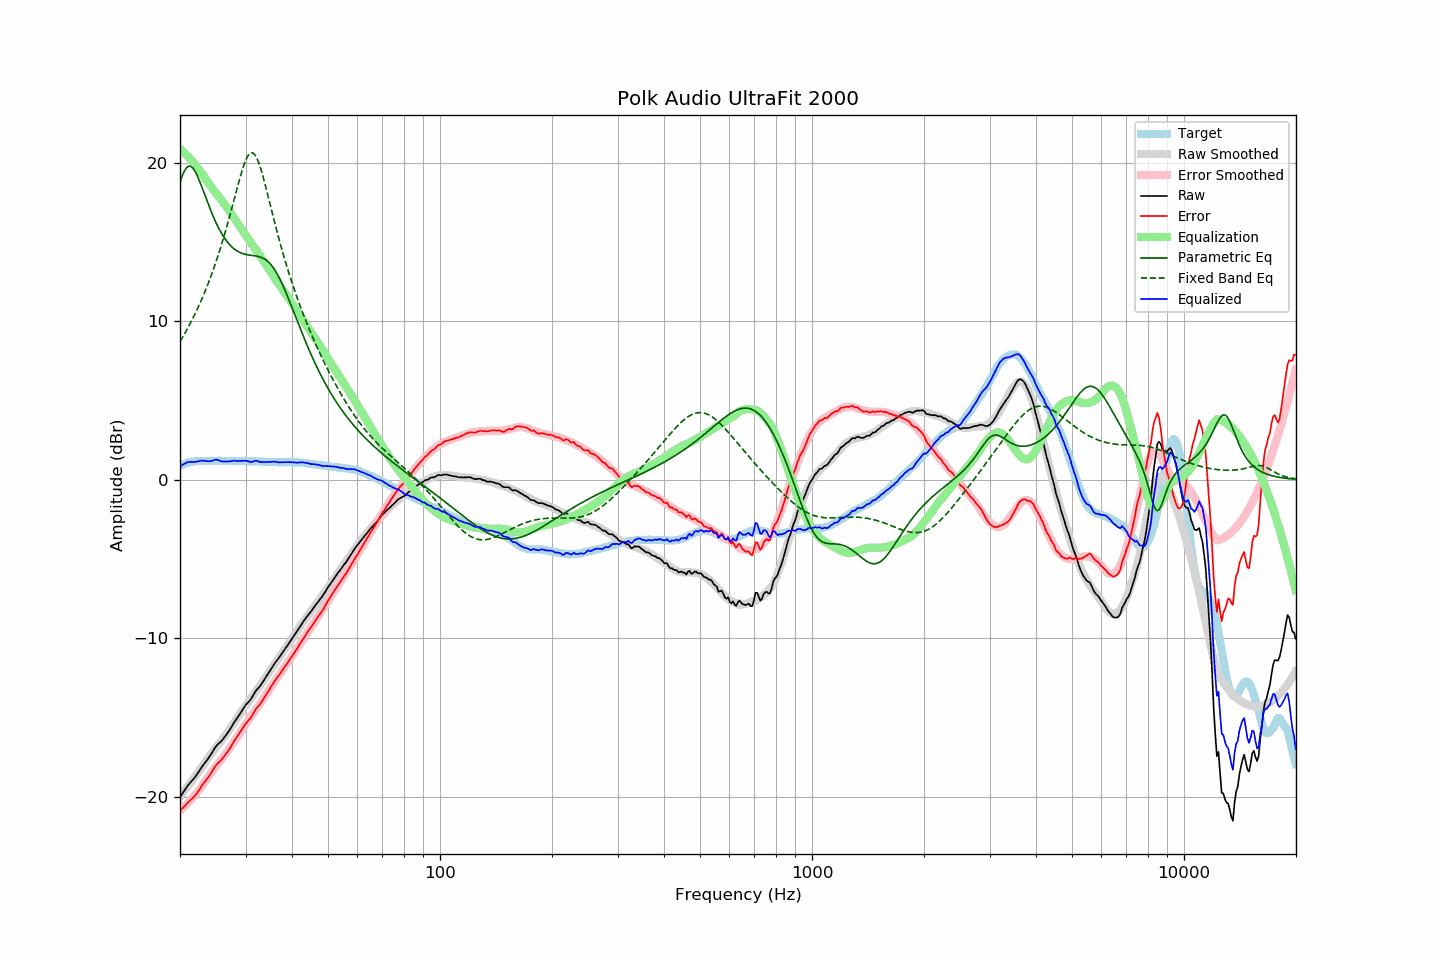 Polk Audio UltraFit 2000
Target
Raw Smoothed
Error Smoothed
Raw
Error
Equalization
Parametric Eq
Fixed Band Eq
Equalized
20
10
0
−10
−20
Amplitude (dBr)
100
1000
10000
Frequency (Hz)